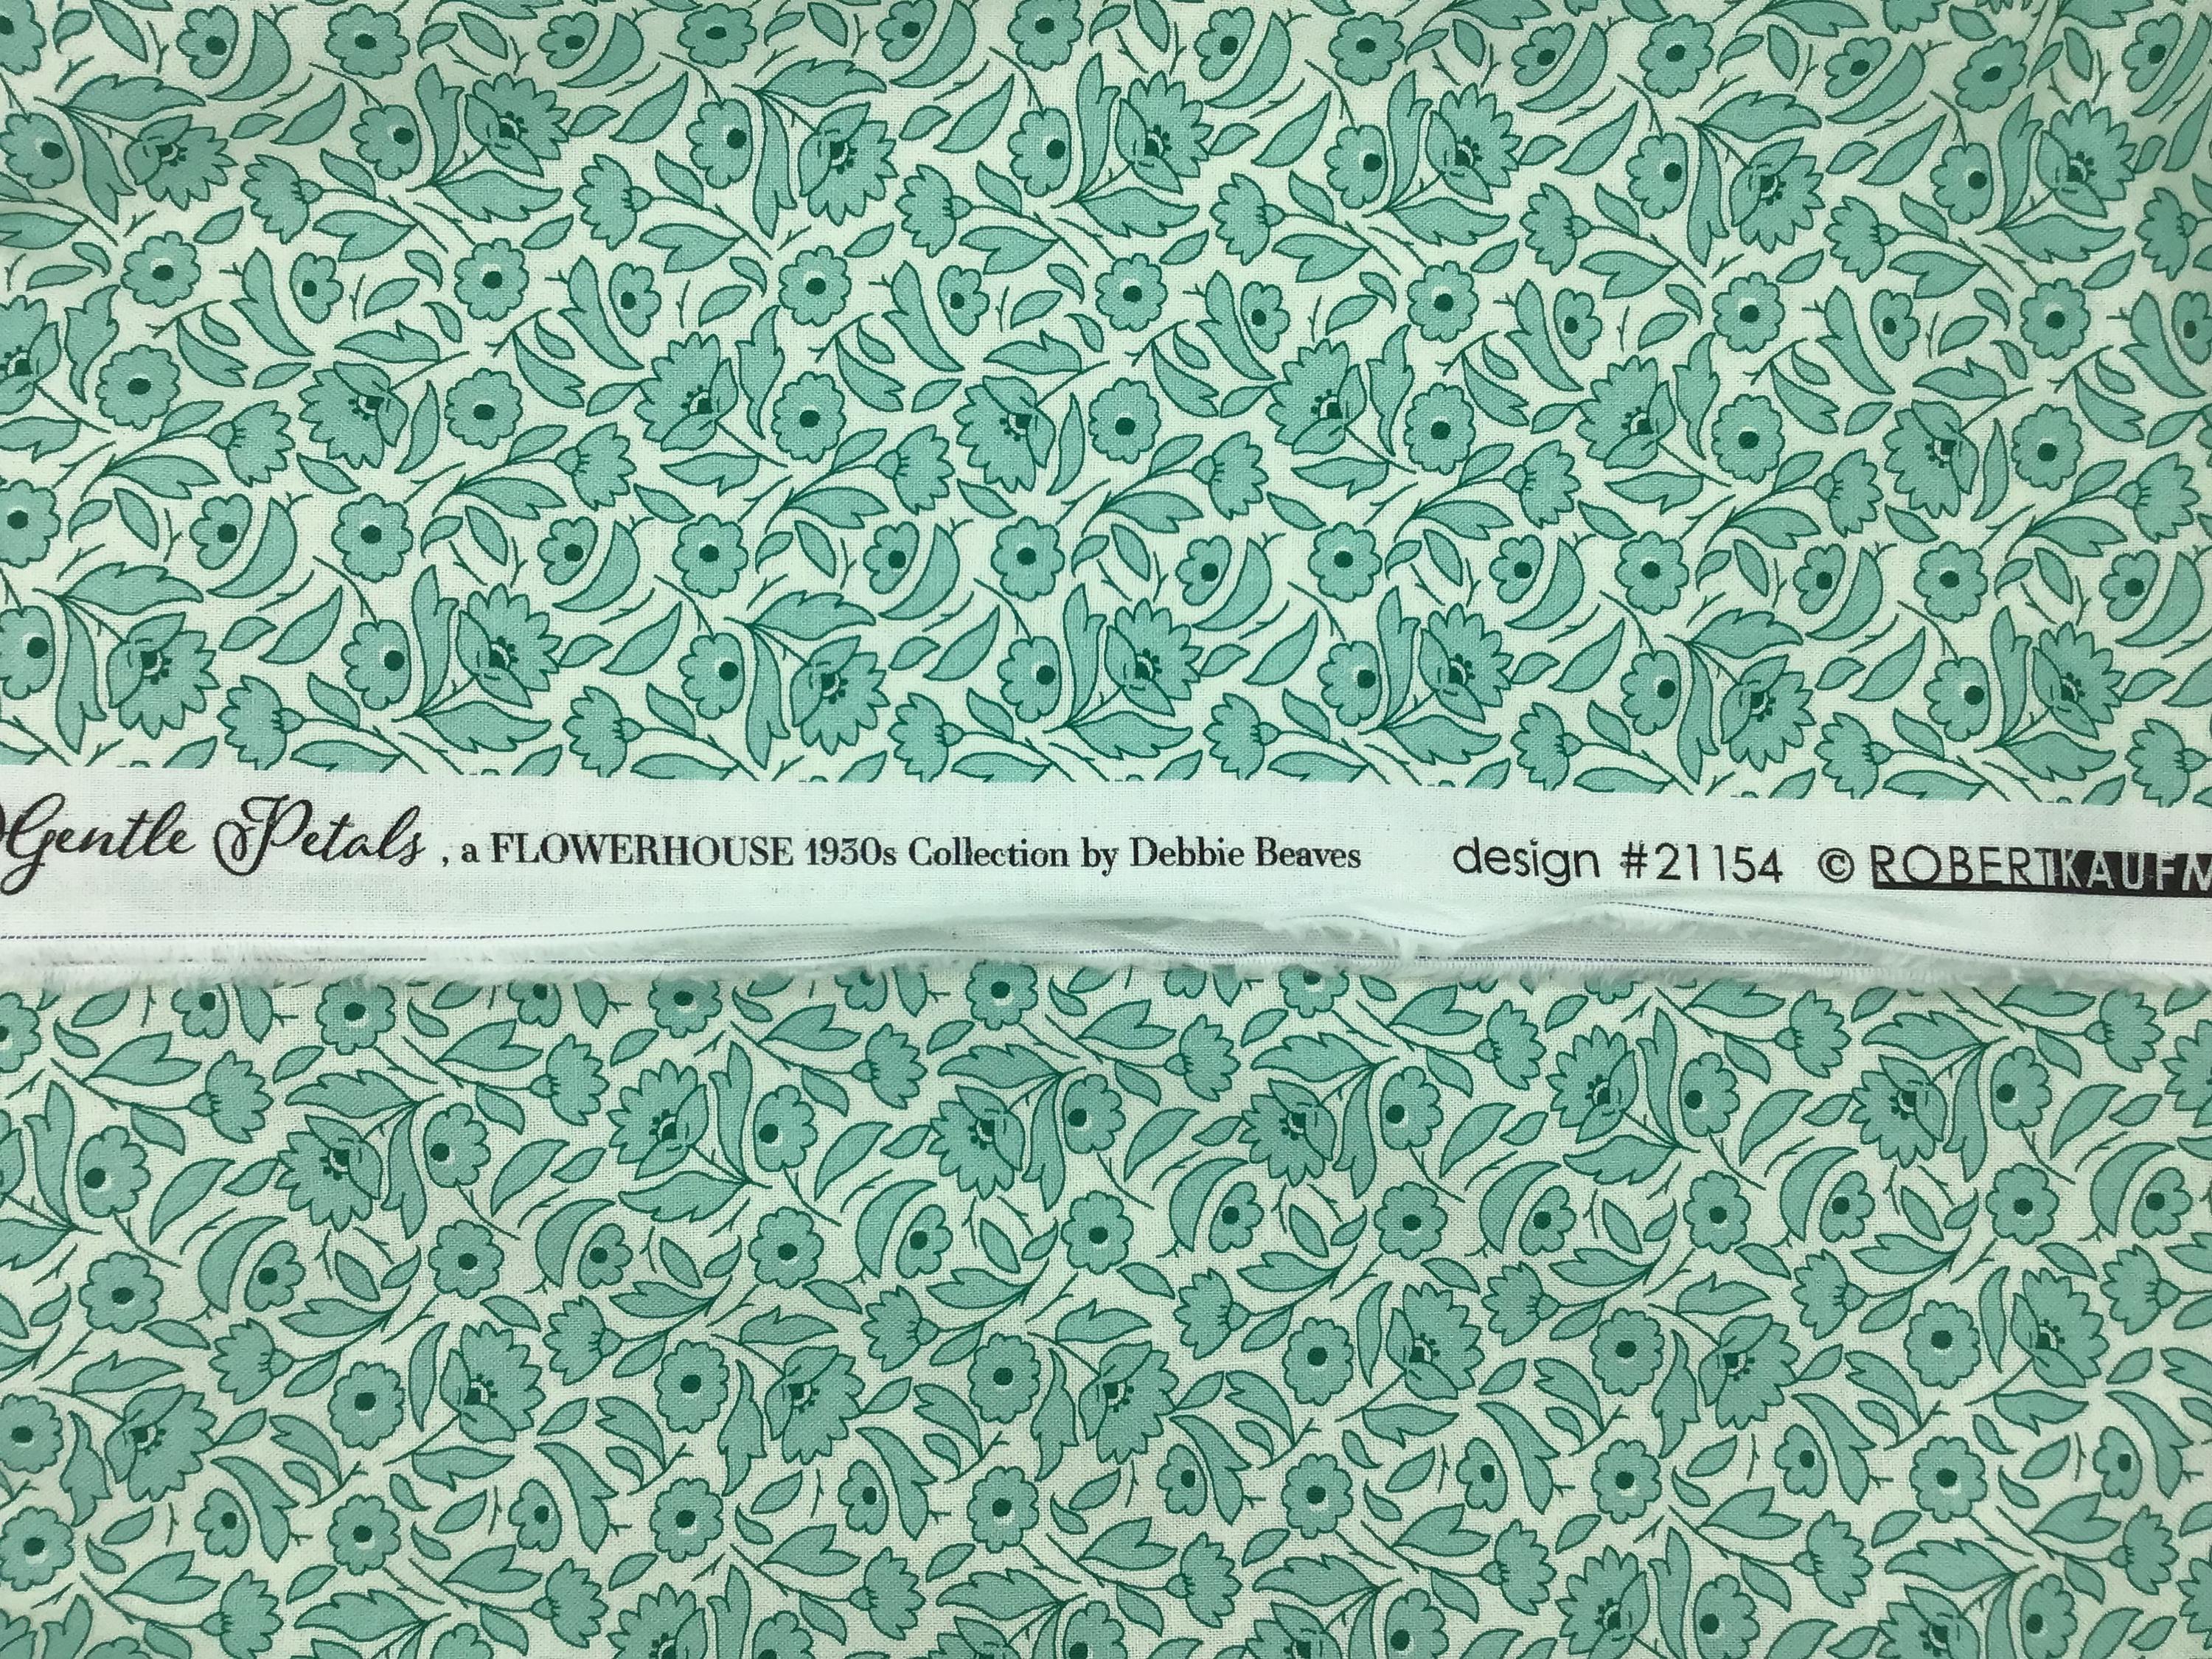 Gentle Petals, a FLOWERHOUSE 1930s Collection by Debbie Beaves design #21154 © ROBERTKAUFM